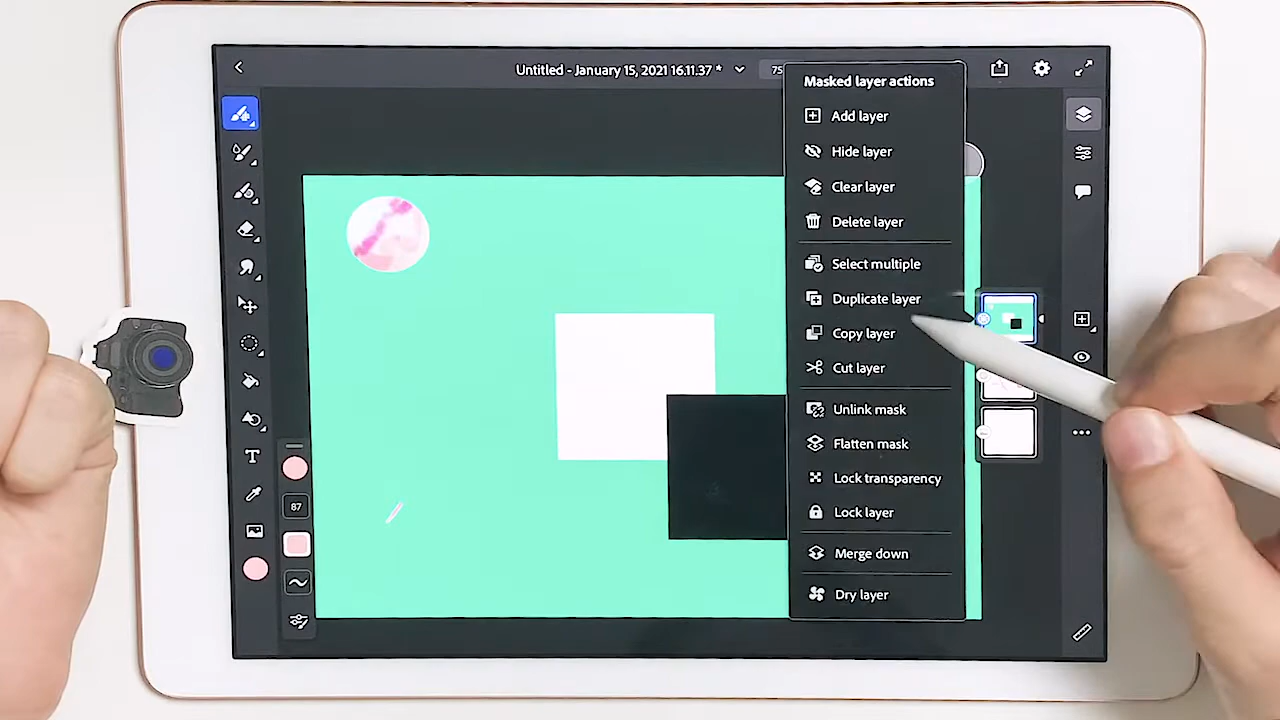 Untitled - January 15, 2021 16.11.37 *
75
Masked layer actions
Add layer
Hide layer
Clear layer
Delete layer
Select multiple
Duplicate layer
Copy layer
Cut layer
Unlink mask
Flatten mask
Lock transparency
Lock layer
Merge down
Dry layer
T
87